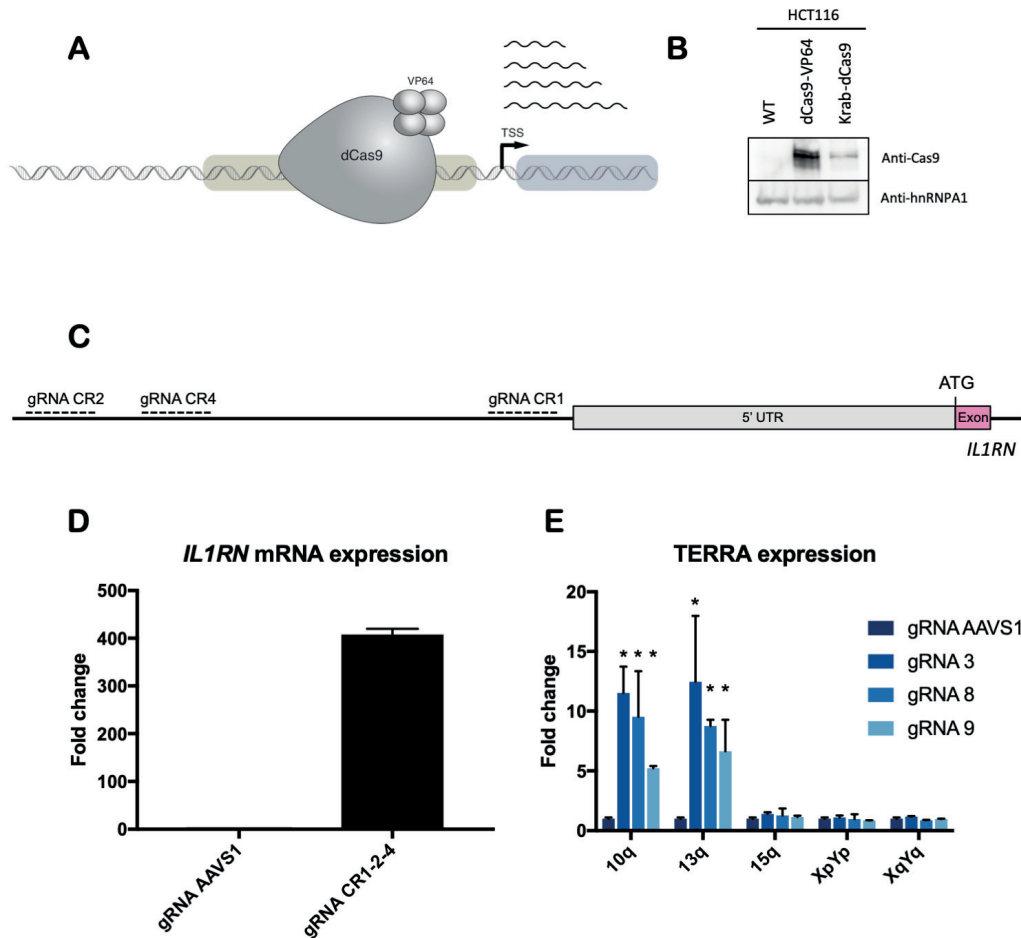 A
VP64
dCas9
TSS
B
HCT116
WT
dCas9-VP64
Krab-dCas9
Anti-Cas9
Anti-hnRNPA1
C
gRNA CR2
gRNA CR4
gRNA CR1
5' UTR
ATG
Exon
IL1RN
D
IL1RN mRNA expression
Fold change
500
400
300
200
100
0
gRNA AAVS1
gRNA CR1-2-4
E
TERRA expression
Fold change
20
15
10
5
0
* * *
*
* *
10q
13q
15q
XpYp
XqYq
gRNA AAVS1
gRNA 3
gRNA 8
gRNA 9